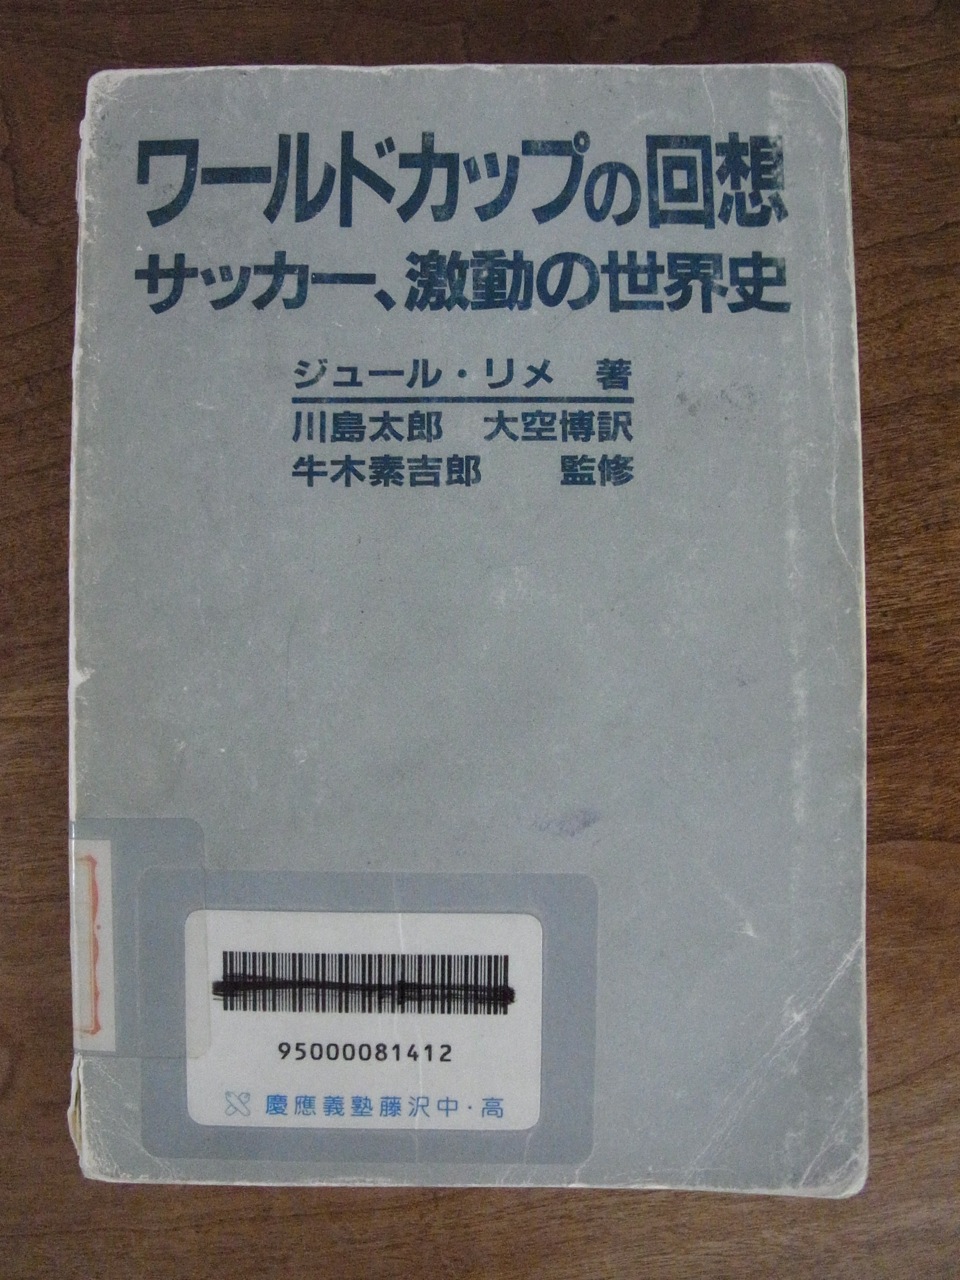 ワールドカップの回想
サッカー、激動の世界史
ジュール・リメ 著
川島太郎 大空博訳
牛木素吉郎 監修
95000081412
慶應義塾藤沢中・高